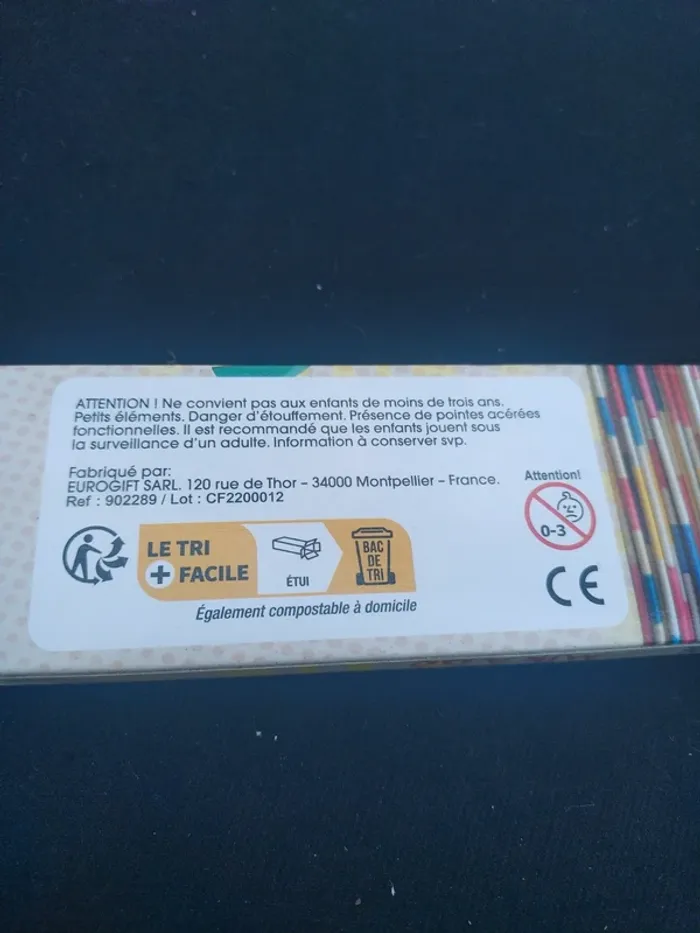 ATTENTION ! Ne convient pas aux enfants de moins de trois ans.
Petits éléments. Danger d'étouffement. Présence de pointes acérées
fonctionnelles. Il est recommandé que les enfants jouent sous
la surveillance d'un adulte. Information à conserver svp.
Fabriqué par:
EUROGIFT SARL. 120 rue de Thor - 34000 Montpellier - France.
Ref : 902289 / Lot : CF2200012
Attention!
0-3
LE TRI
+ FACILE
ÉTUI
BAC
DE
TRI
CE
Également compostable à domicile